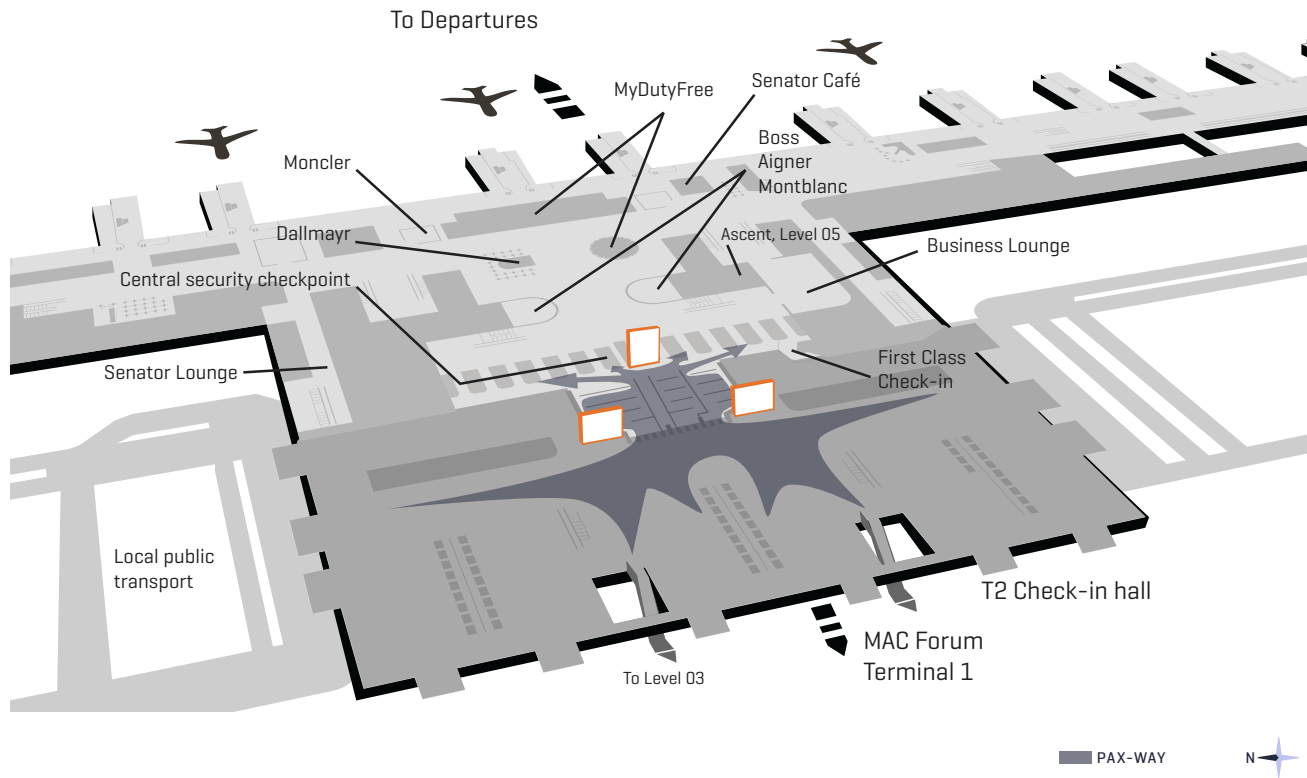 To Departures
MyDutyFree
Senator Café
Boss
Aigner
Montblanc
Moncler
Dallmayr
Ascent, Level 05
Business Lounge
Central security checkpoint
Senator Lounge
First Class
Check-in
Local public
transport
T2 Check-in hall
MAC Forum
Terminal 1
To Level 03
PAX-WAY
N